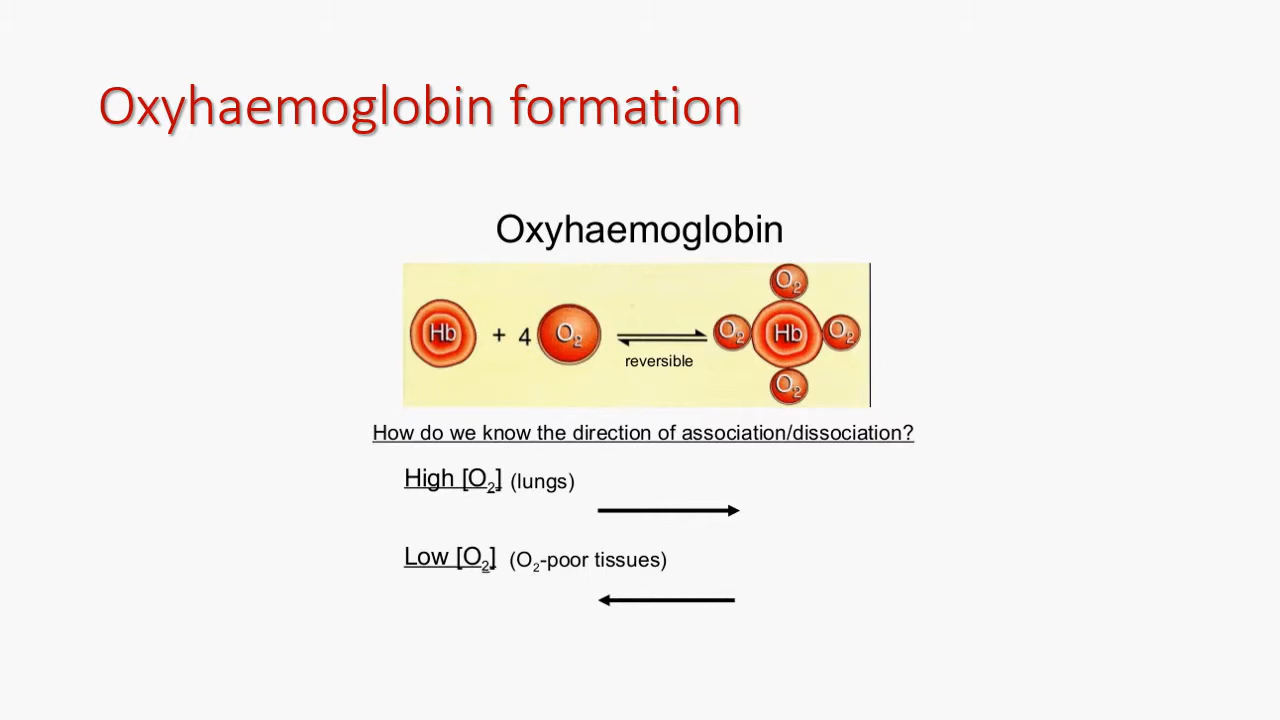 Oxyhaemoglobin formation
Oxyhaemoglobin
Hb + 4 O₂ reversible O₂ O₂ Hb O₂ O₂
How do we know the direction of association/dissociation?
High [O₂] (lungs)
Low [O₂] (O₂-poor tissues)